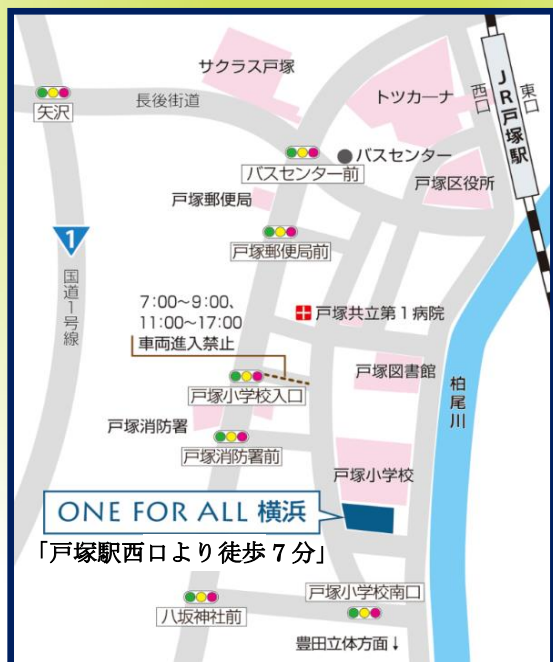 サクラス戸塚
トツカーナ
西口
JR戸塚駅
東口
矢沢
長後街道
バスセンター
バスセンター前
戸塚区役所
戸塚郵便局
1
国道1号線
戸塚郵便局前
7:00〜9:00、
11:00〜17:00
車両進入禁止
戸塚共立第1病院
戸塚図書館
柏尾川
戸塚小学校入口
戸塚消防署
戸塚消防署前
戸塚小学校
ONE FOR ALL 横浜
「戸塚駅西口より徒歩7分」
戸塚小学校南口
八坂神社前
豊田立体方面↓